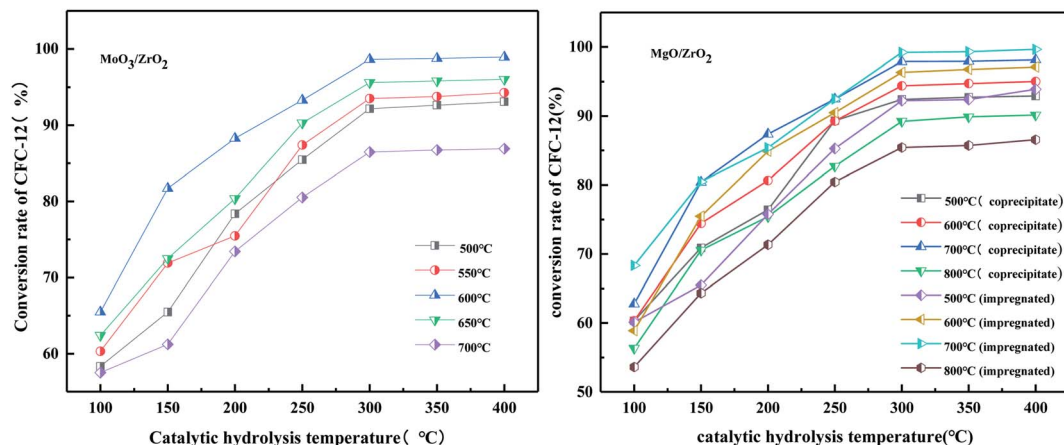 MoO₃/ZrO₂
Conversion rate of CFC-12( (%)
100
90
80
70
60
500℃
550℃
600℃
650℃
700℃
100 150 200 250 300 350 400
Catalytic hydrolysis temperature( ℃)
MgO/ZrO₂
conversion rate of CFC-12(%)
100
90
80
70
60
50
500℃( coprecipitate)
600℃( coprecipitate)
700℃( coprecipitate)
800℃( coprecipitate)
500℃ (impregnated)
600℃ (impregnated)
700℃ (impregnated)
800℃ (impregnated)
100 150 200 250 300 350 400
catalytic hydrolysis temperature(℃)